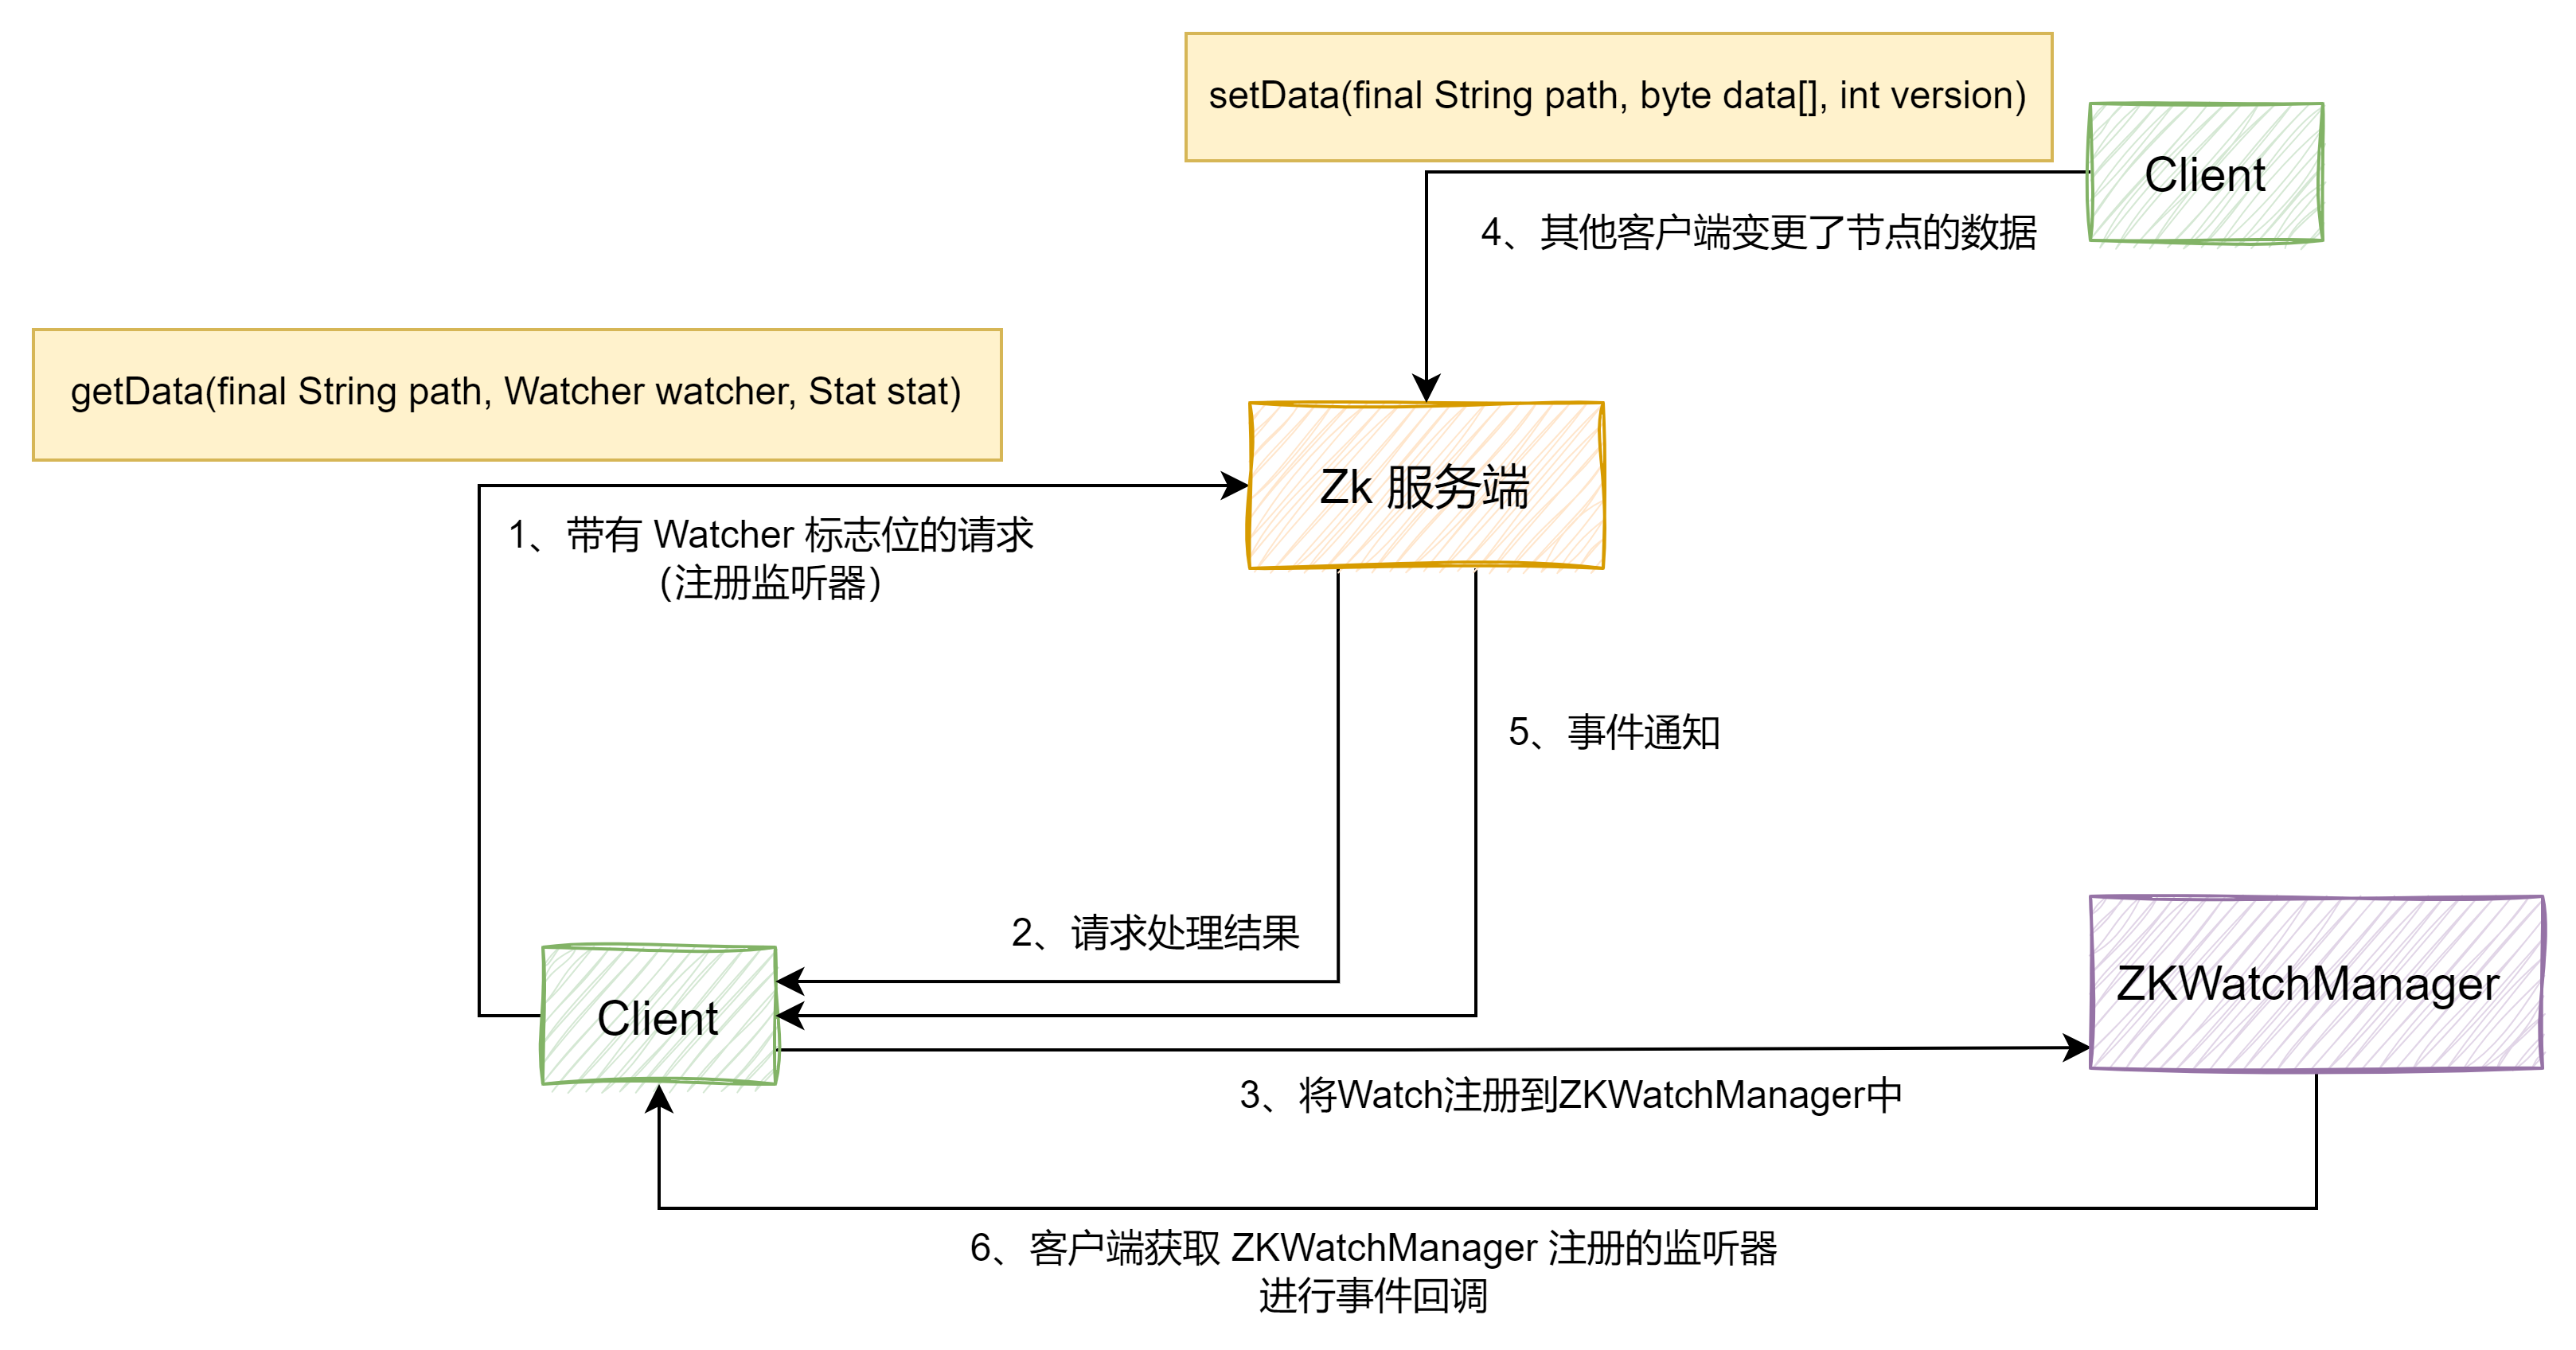 setData(final String path, byte data[], int version)
Client
4、其他客户端变更了节点的数据
getData(final String path, Watcher watcher, Stat stat)
Zk 服务端
1、带有 Watcher 标志位的请求
（注册监听器）
5、事件通知
2、请求处理结果
Client
ZKWatchManager
3、将Watch注册到ZKWatchManager中
6、客户端获取 ZKWatchManager 注册的监听器
进行事件回调